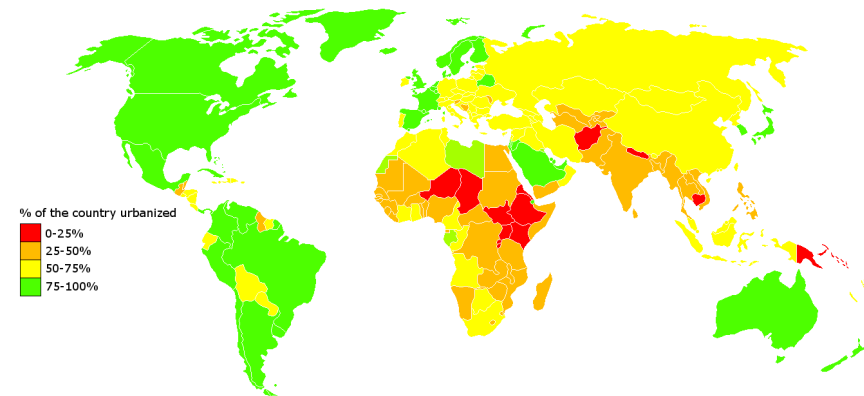 % of the country urbanized
0-25%
25-50%
50-75%
75-100%